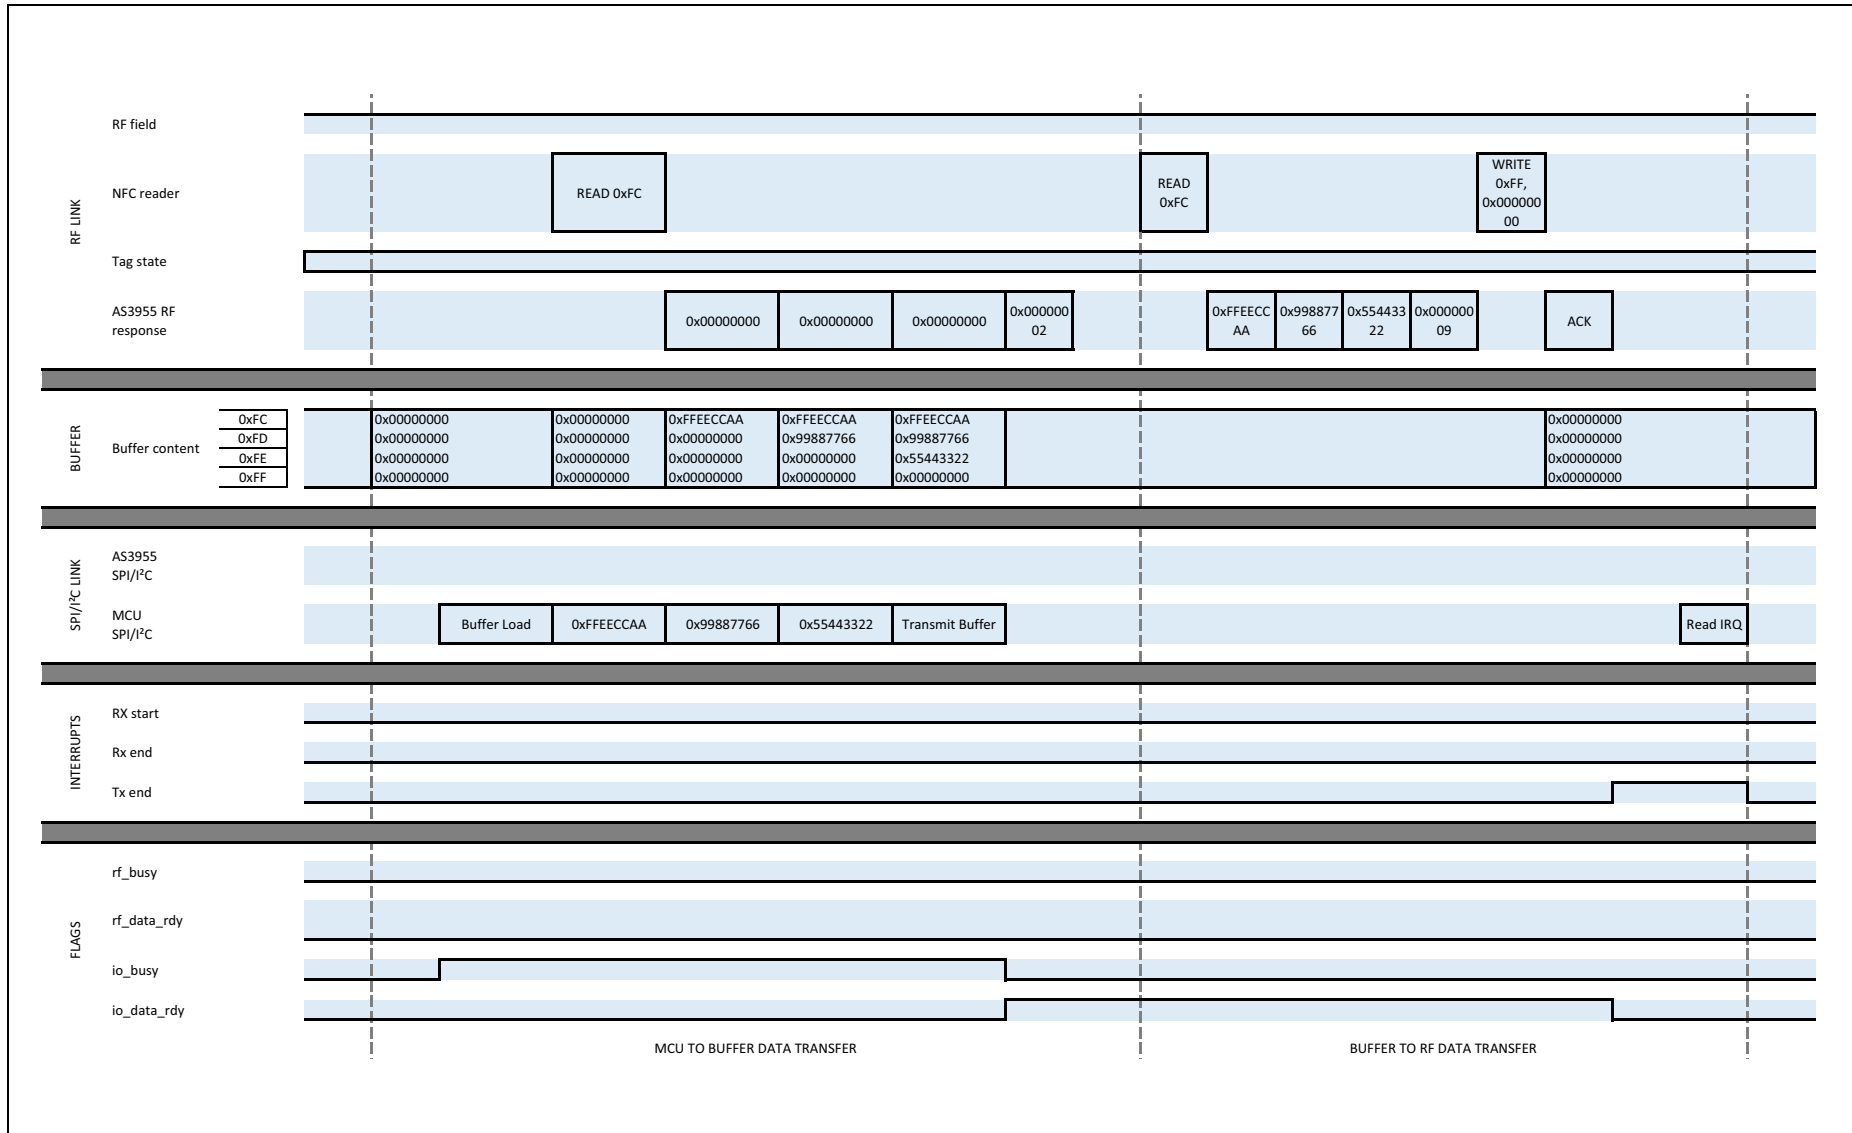 RF LINK
RF field
NFC reader
READ 0xFC
READ
0xFC
WRITE
0xFF,
0x000000
00
Tag state
AS3955 RF
response
0x00000000
0x00000000
0x00000000
0x000000
02
0xFFEECC
AA
0x998877
66
0x554433
22
0x000000
09
ACK
BUFFER
Buffer content
0xFC
0xFD
0xFE
0xFF
0x00000000
0x00000000
0x00000000
0x00000000
0x00000000
0x00000000
0x00000000
0x00000000
0xFFEECCAA
0x00000000
0x00000000
0x00000000
0xFFEECCAA
0x99887766
0x00000000
0x00000000
0xFFEECCAA
0x99887766
0x55443322
0x00000000
0x00000000
0x00000000
0x00000000
0x00000000
SPI/I²C LINK
AS3955
SPI/I²C
MCU
SPI/I²C
Buffer Load
0xFFEECCAA
0x99887766
0x55443322
Transmit Buffer
Read IRQ
INTERRUPTS
RX start
Rx end
Tx end
FLAGS
rf_busy
rf_data_rdy
io_busy
io_data_rdy
MCU TO BUFFER DATA TRANSFER
BUFFER TO RF DATA TRANSFER